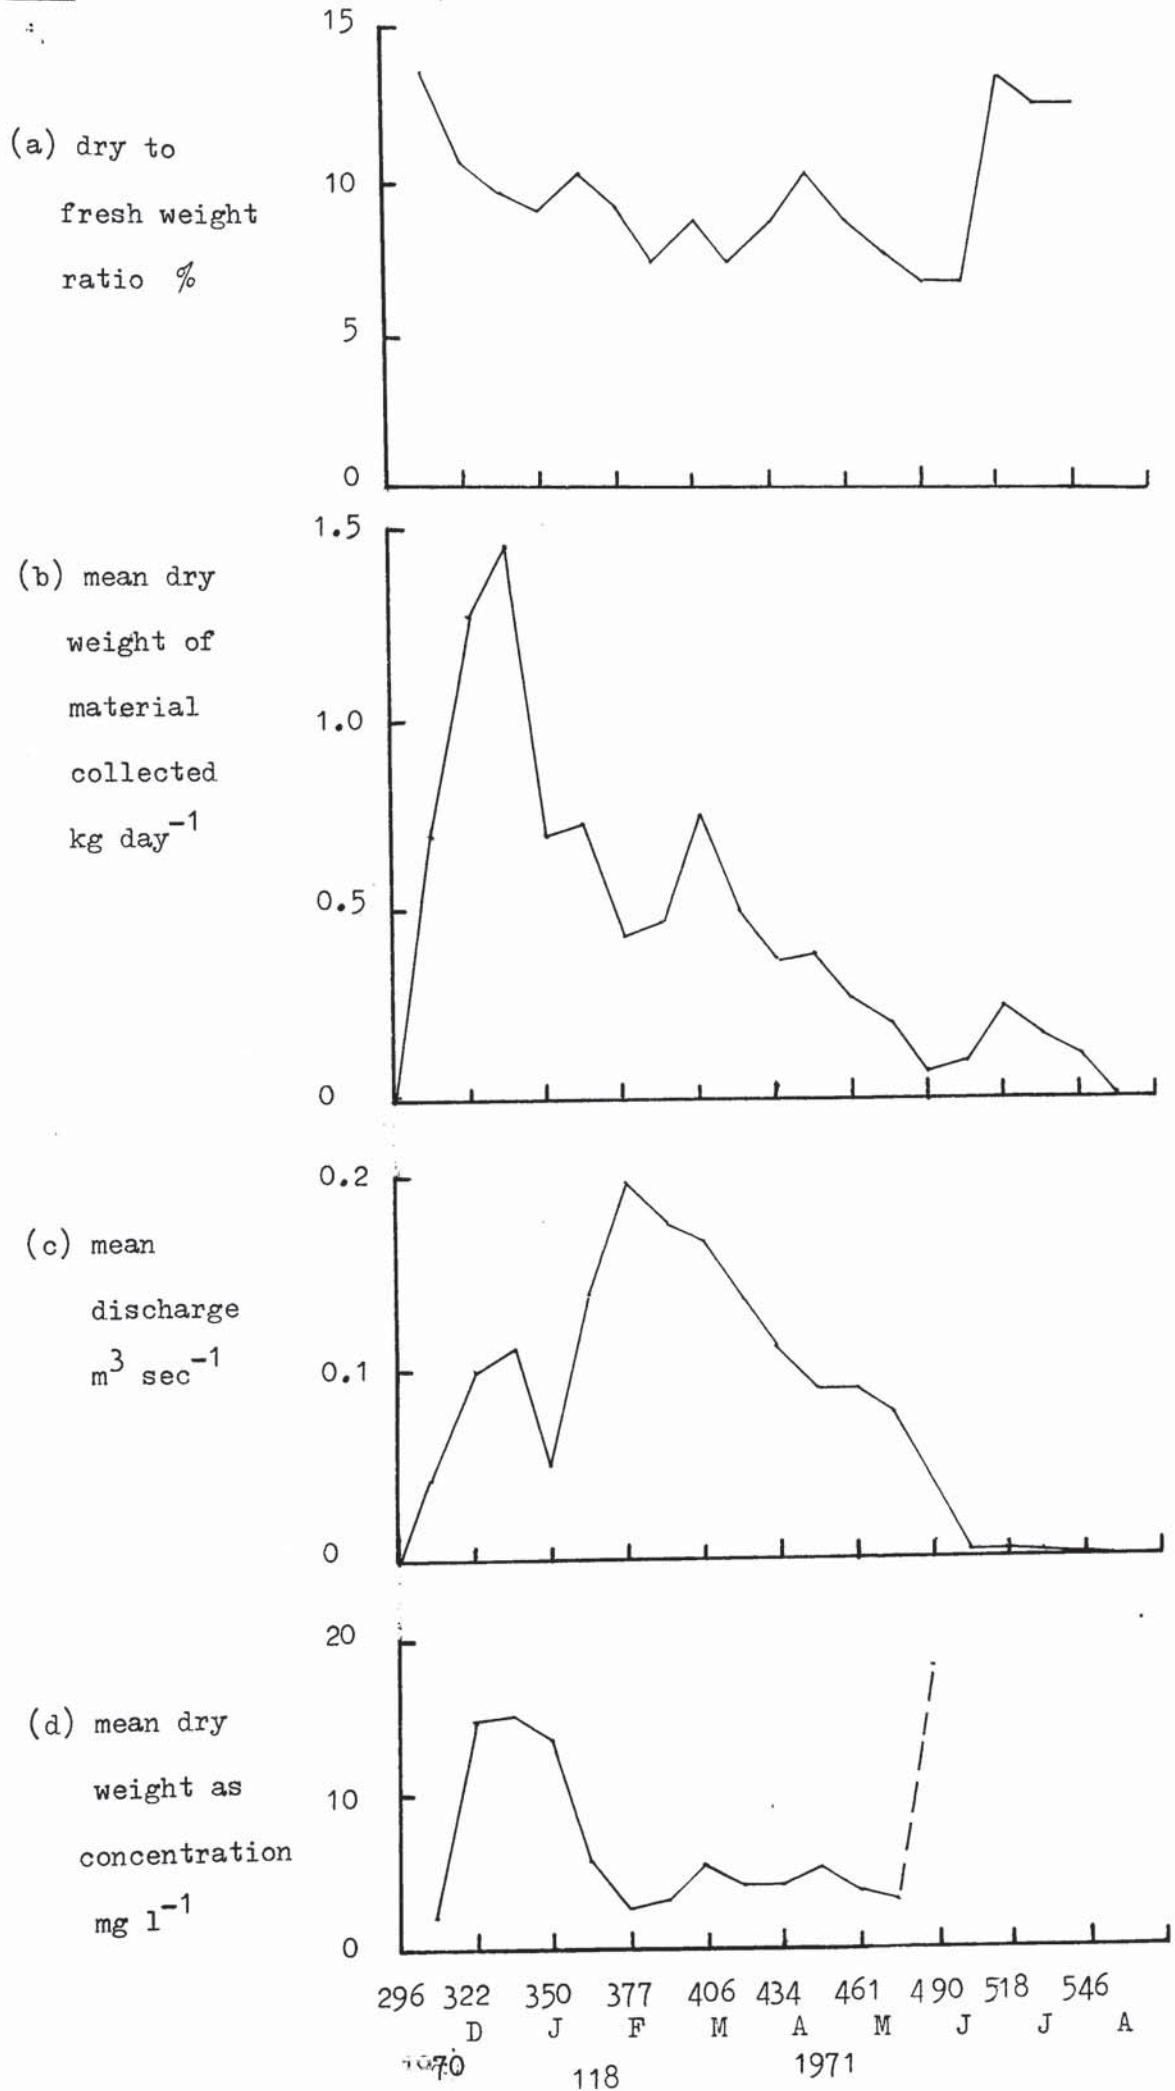 15
(a) dry to
10
fresh weight
ratio %
5
0
1.5
(b) mean dry
weight of
material
1.0
collected
kg day⁻¹
0.5
0
0.2
(c) mean
discharge
m³ sec⁻¹
0.1
0
20
(d) mean dry
weight as
10
concentration
mg l⁻¹
0
296 322 350 377 406 434 461 490 518 546
D J F M A M J J A
70 1971
118